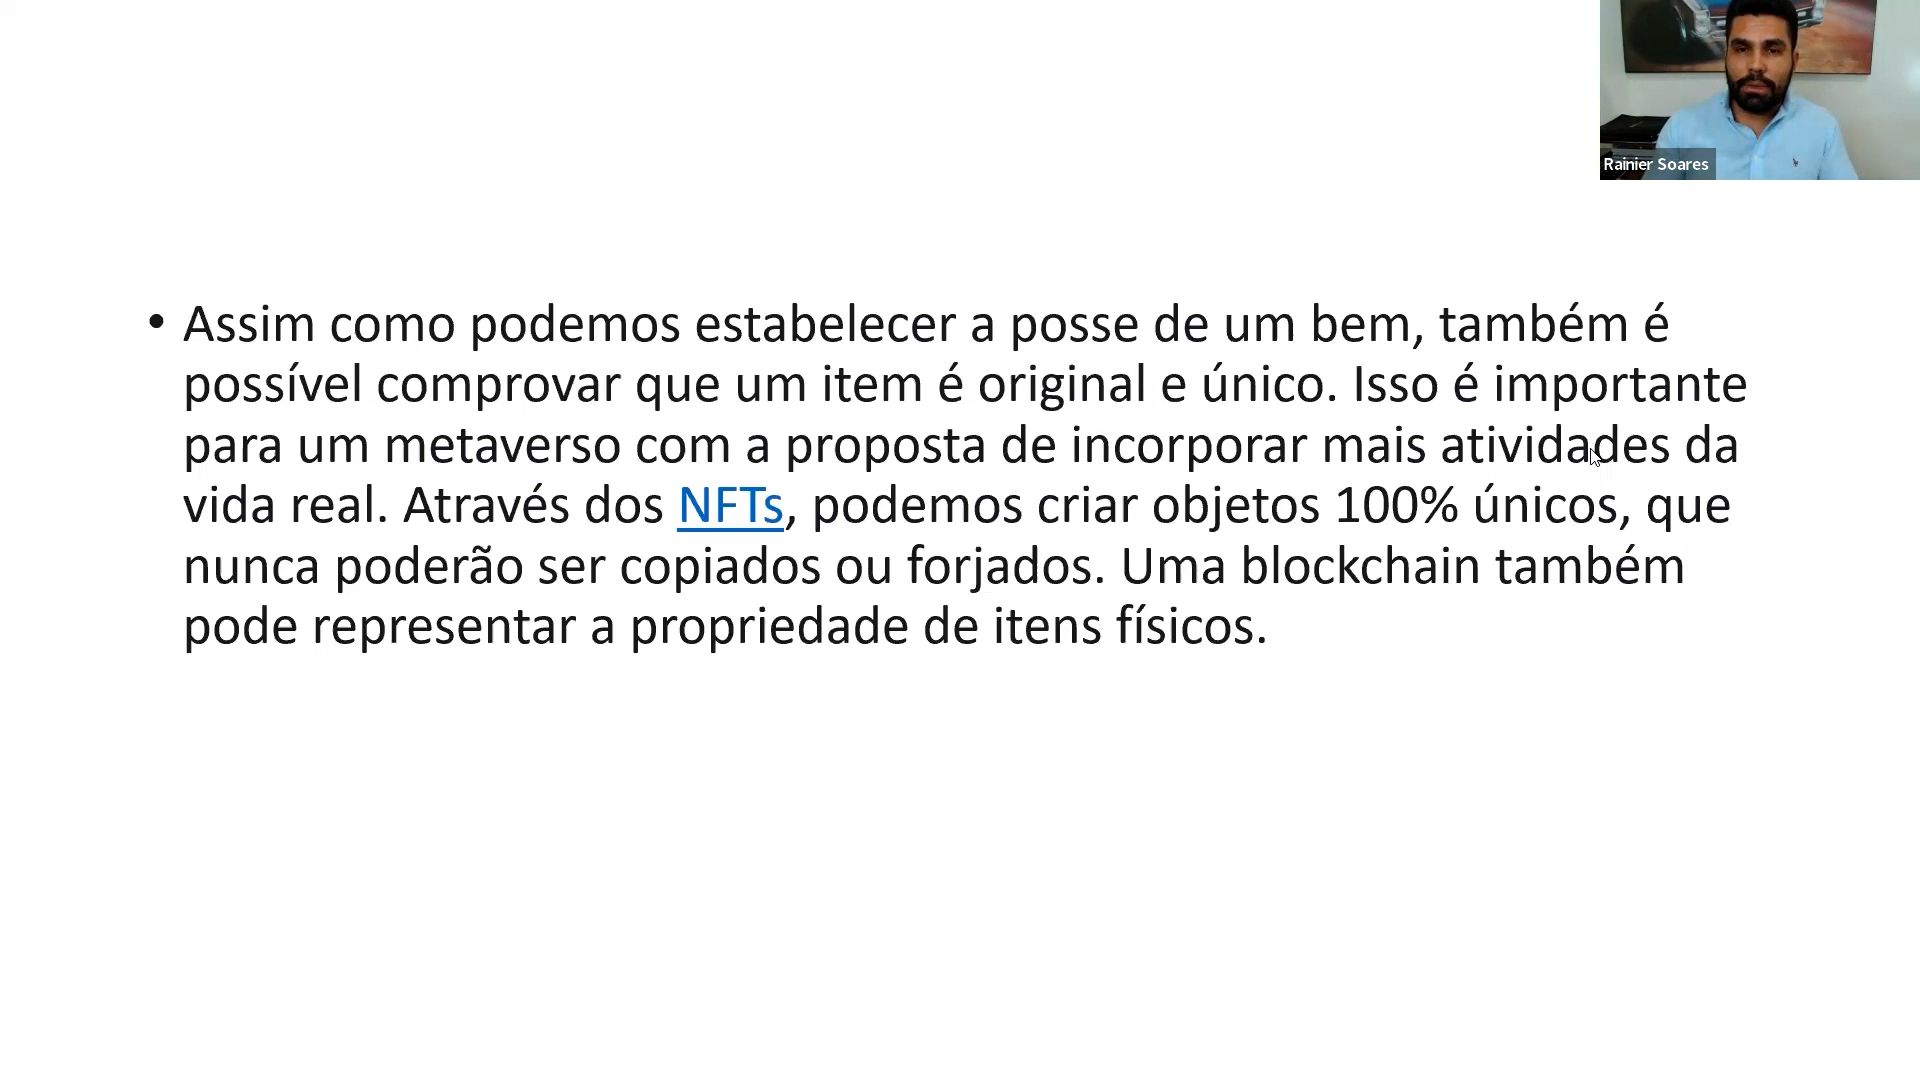 Rainier Soares
• Assim como podemos estabelecer a posse de um bem, também é
possível comprovar que um item é original e único. Isso é importante
para um metaverso com a proposta de incorporar mais atividades da
vida real. Através dos NFTs, podemos criar objetos 100% únicos, que
nunca poderão ser copiados ou forjados. Uma blockchain também
pode representar a propriedade de itens físicos.